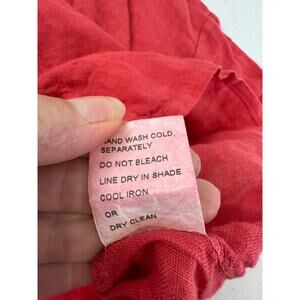 HAND WASH COLD,
SEPARATELY
DO NOT BLEACH
LINE DRY IN SHADE
COOL IRON
OR
DRY CLEAN